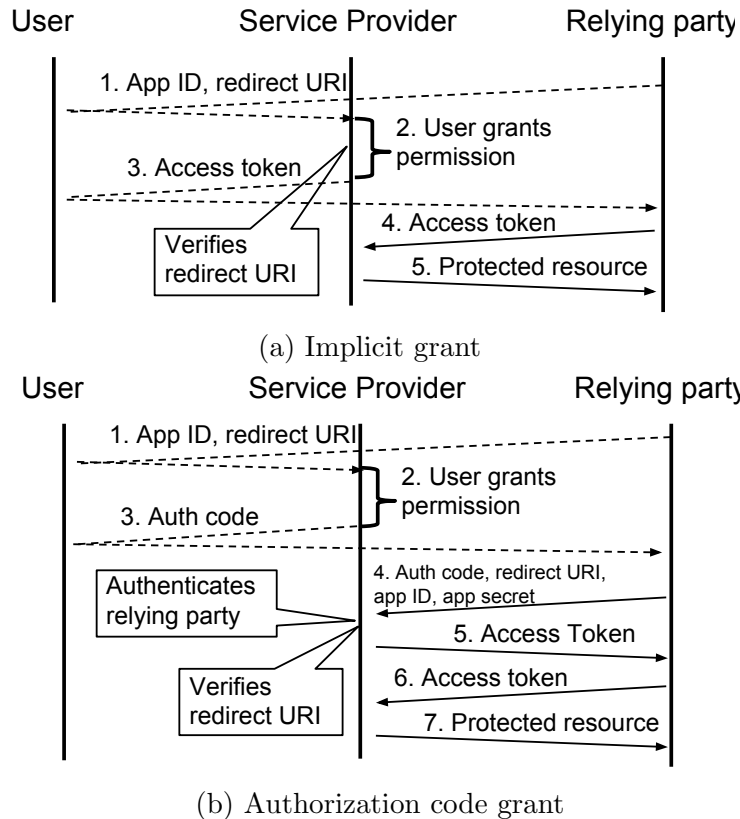 User Service Provider Relying party
1. App ID, redirect URI
2. User grants
permission
3. Access token
4. Access token
Verifies
redirect URI
5. Protected resource
(a) Implicit grant
User Service Provider Relying party
1. App ID, redirect URI
2. User grants
permission
3. Auth code
4. Auth code, redirect URI,
app ID, app secret
Authenticates
relying party
5. Access Token
6. Access token
Verifies
redirect URI
7. Protected resource
(b) Authorization code grant